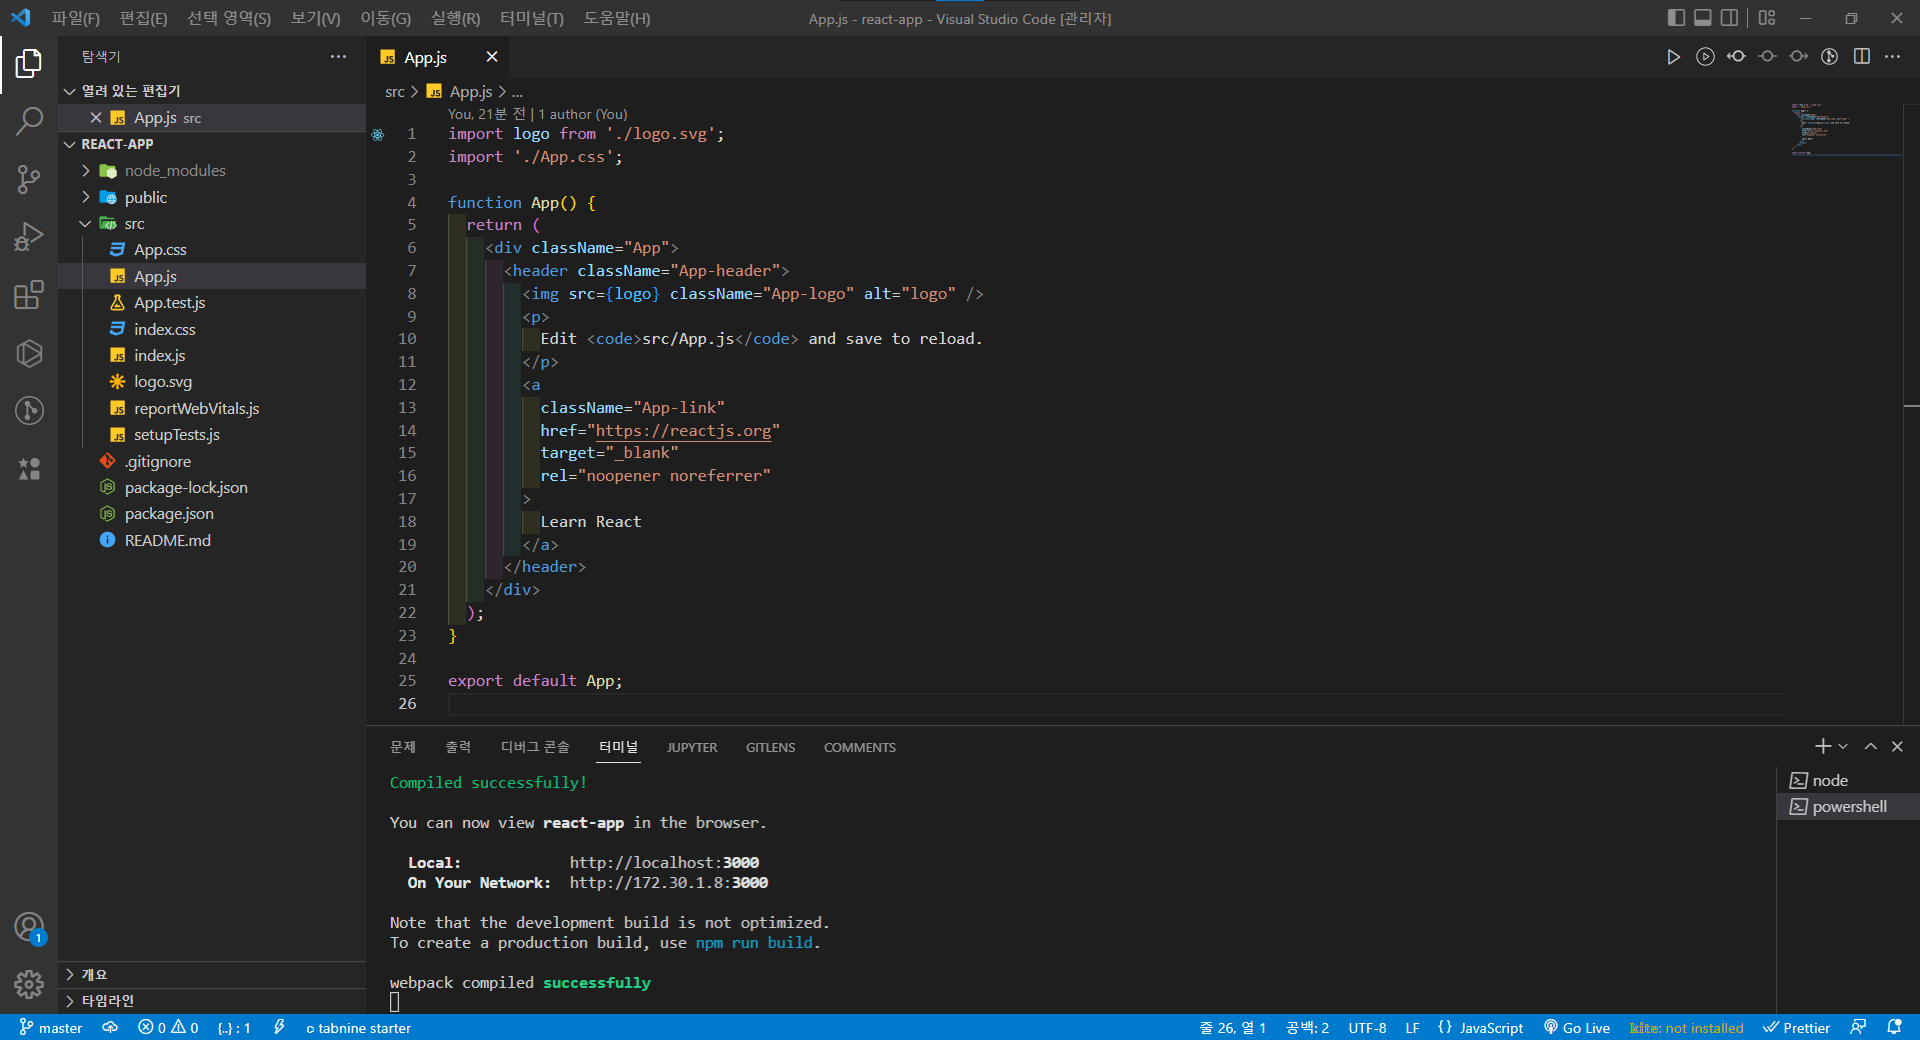 파일(F) 편집(E) 선택 영역(S) 보기(V) 이동(G) 실행(R) 터미널(T) 도움말(H)
App.js - react-app - Visual Studio Code [관리자]
탐색기
열려 있는 편집기
App.js src
REACT-APP
node_modules
public
src
App.css
App.js
App.test.js
index.css
index.js
logo.svg
reportWebVitals.js
setupTests.js
.gitignore
package-lock.json
package.json
README.md
개요
타임라인
1
App.js
src > App.js > ...
You, 21분 전 | 1 author (You)
1 import logo from './logo.svg';
2 import './App.css';
3
4 function App() {
5 return (
6 <div className="App">
7 <header className="App-header">
8 <img src={logo} className="App-logo" alt="logo" />
9 <p>
10 Edit <code>src/App.js</code> and save to reload.
11 </p>
12 <a
13 className="App-link"
14 href="https://reactjs.org"
15 target="_blank"
16 rel="noopener noreferrer"
17 >
18 Learn React
19 </a>
20 </header>
21 </div>
22 );
23 }
24
25 export default App;
26
문제 출력 디버그 콘솔 터미널 JUPYTER GITLENS COMMENTS
Compiled successfully!
You can now view react-app in the browser.
Local: http://localhost:3000
On Your Network: http://172.30.1.8:3000
Note that the development build is not optimized.
To create a production build, use npm run build.
webpack compiled successfully
node
powershell
master 0 0 {..} : 1 tabnine starter
줄 26, 열 1 공백: 2 UTF-8 LF {} JavaScript Go Live kite: not installed Prettier